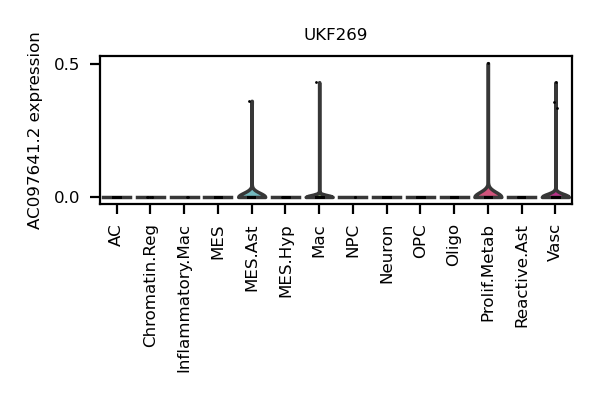 UKF269
AC097641.2 expression
0.5
0.0
AC
Chromatin.Reg
Inflammatory.Mac
MES
MES.Ast
MES.Hyp
Mac
NPC
Neuron
OPC
Oligo
Prolif.Metab
Reactive.Ast
Vasc